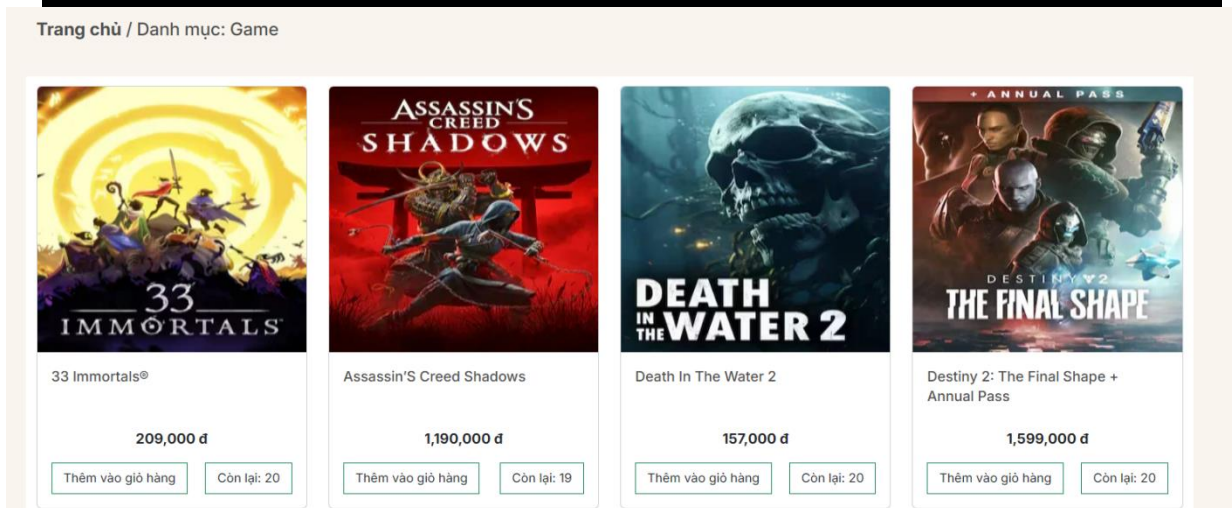 Trang chủ / Danh mục: Game
33
IMMORTALS
ASSASSIN'S
CREED
SHADOWS
DEATH
IN THE WATER 2
+ ANNUAL PASS
DESTINY 2
THE FINAL SHAPE
33 Immortals®
Assassin'S Creed Shadows
Death In The Water 2
Destiny 2: The Final Shape +
Annual Pass
209,000 đ
1,190,000 đ
157,000 đ
1,599,000 đ
Thêm vào giỏ hàng
Còn lại: 20
Thêm vào giỏ hàng
Còn lại: 19
Thêm vào giỏ hàng
Còn lại: 20
Thêm vào giỏ hàng
Còn lại: 20